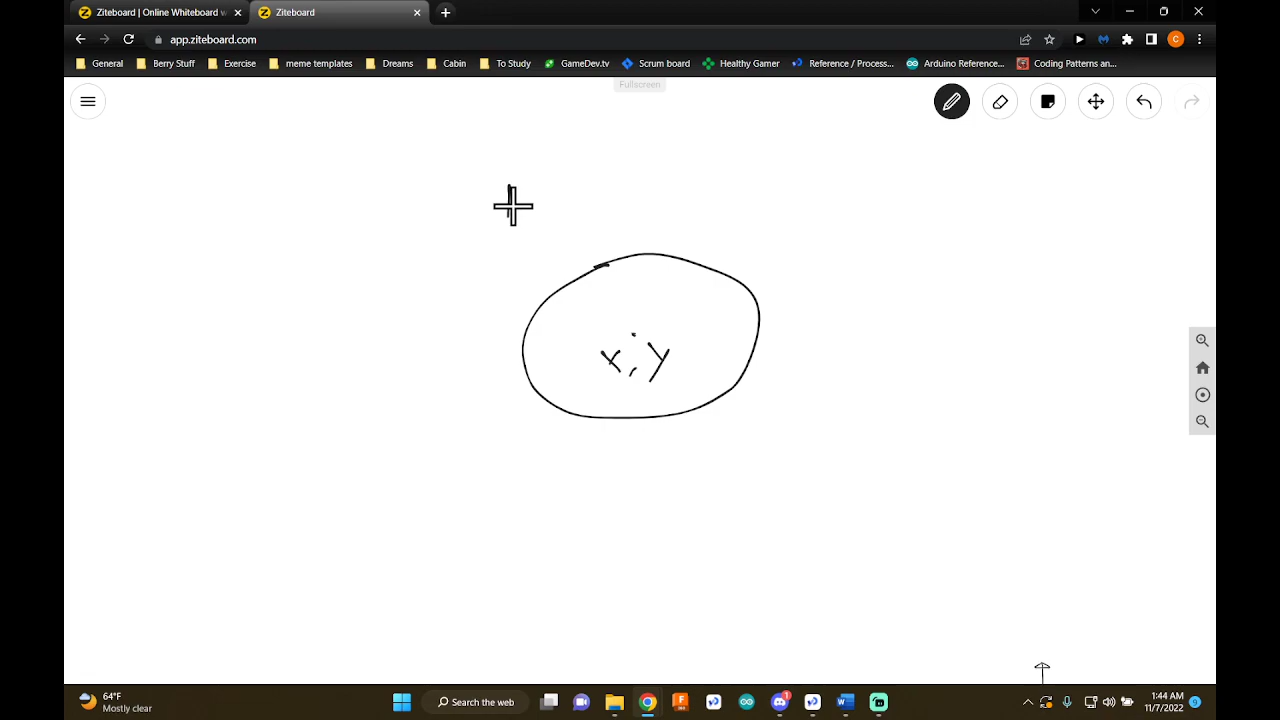 Ziteboard | Online Whiteboard w
Ziteboard
app.ziteboard.com
General
Berry Stuff
Exercise
meme templates
Dreams
Cabin
To Study
GameDev.tv
Scrum board
Healthy Gamer
Reference / Process...
Arduino Reference...
Coding Patterns an...
Fullscreen
x, y
64°F
Mostly clear
Search the web
1:44 AM
11/7/2022